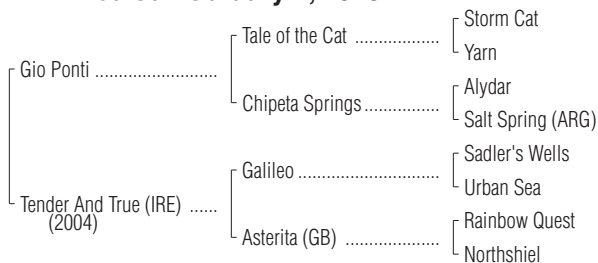 Storm Cat
Tale of the Cat ...................
Yarn
Gio Ponti ...........................
Alydar
Chipeta Springs .................
Salt Spring (ARG)
Sadler's Wells
Galileo ...............................
Urban Sea
Tender And True (IRE) ......
(2004)
Rainbow Quest
Asterita (GB) .....................
Northshiel